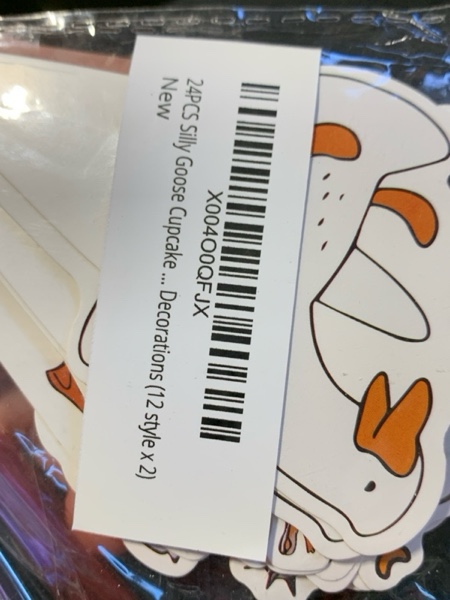 X004O0QFJX
24PCS Silly Goose Cupcake ... Decorations (12 style x 2)
New